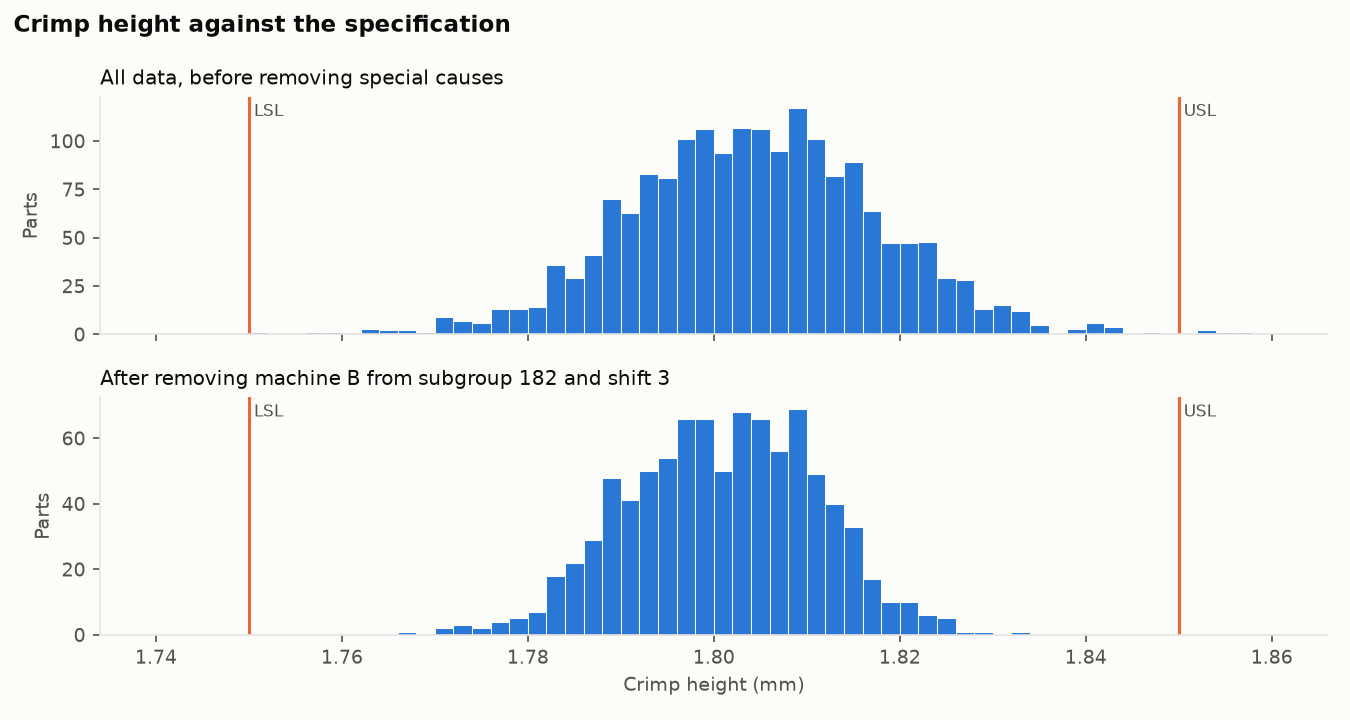 Crimp height against the specification
All data, before removing special causes
LSL
USL
100
75
50
25
0
Parts
After removing machine B from subgroup 182 and shift 3
LSL
USL
60
40
20
0
Parts
1.74 1.76 1.78 1.80 1.82 1.84 1.86
Crimp height (mm)